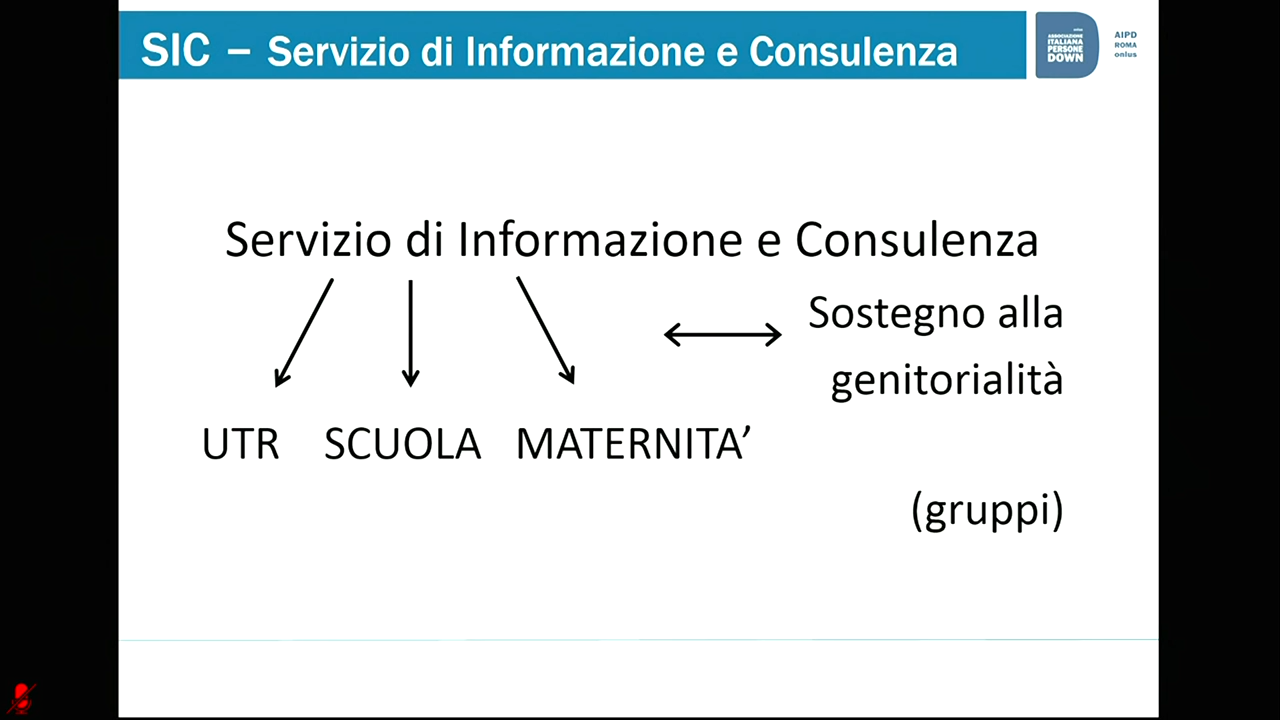 SIC – Servizio di Informazione e Consulenza
ASSOCIAZIONE
ITALIANA
PERSONE
DOWN
AIPD
ROMA
onlus
Servizio di Informazione e Consulenza
Sostegno alla
genitorialità
UTR SCUOLA MATERNITA’
(gruppi)